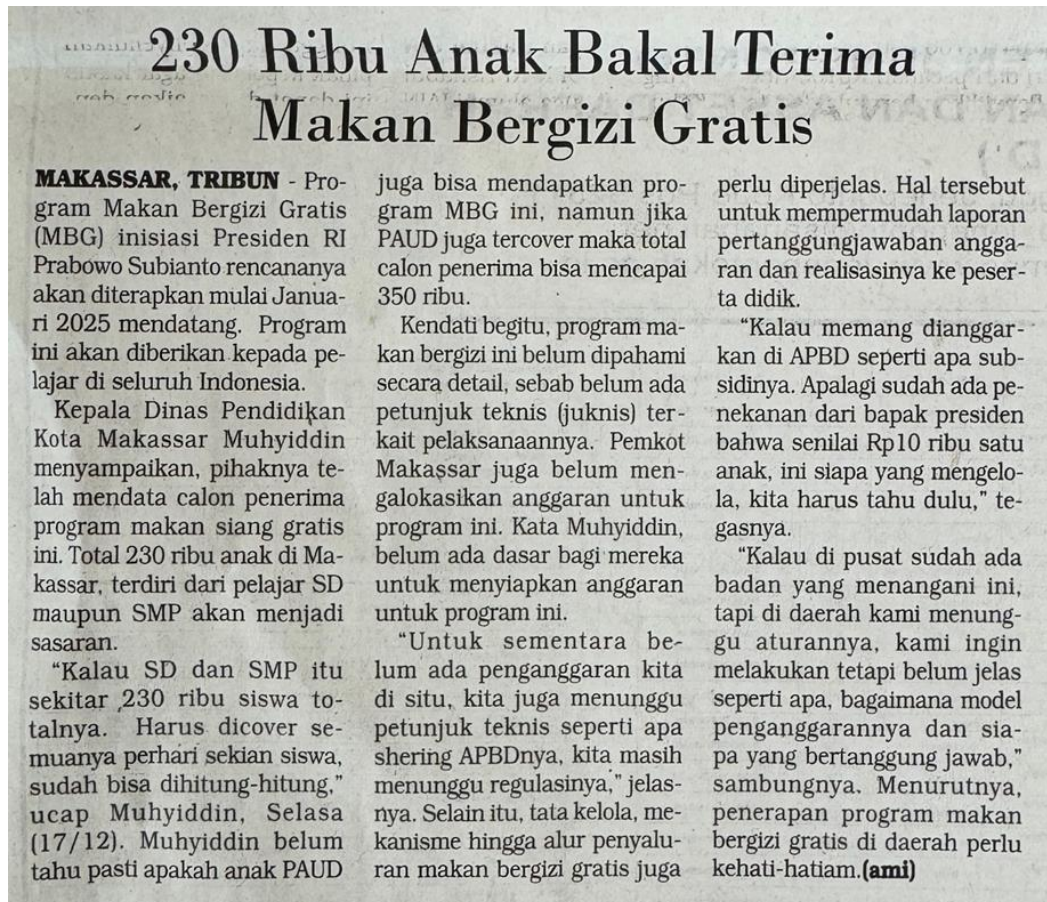 230 Ribu Anak Bakal Terima
Makan Bergizi Gratis
MAKASSAR, TRIBUN - Pro-
gram Makan Bergizi Gratis
(MBG) inisiasi Presiden RI
Prabowo Subianto rencananya
akan diterapkan mulai Janua-
ri 2025 mendatang. Program
ini akan diberikan kepada pe-
lajar di seluruh Indonesia.
Kepala Dinas Pendidikan
Kota Makassar Muhyiddin
menyampaikan, pihaknya te-
lah mendata calon penerima
program makan siang gratis
ini. Total 230 ribu anak di Ma-
kassar, terdiri dari pelajar SD
maupun SMP akan menjadi
sasaran.
“Kalau SD dan SMP itu
sekitar 230 ribu siswa to-
talnya. Harus dicover se-
muanya perhari sekian siswa,
sudah bisa dihitung-hitung,”
ucap Muhyiddin, Selasa
(17/12). Muhyiddin belum
tahu pasti apakah anak PAUD
juga bisa mendapatkan pro-
gram MBG ini, namun jika
PAUD juga tercover maka total
calon penerima bisa mencapai
350 ribu.
Kendati begitu, program ma-
kan bergizi ini belum dipahami
secara detail, sebab belum ada
petunjuk teknis (juknis) ter-
kait pelaksanaannya. Pemkot
Makassar juga belum men-
galokasikan anggaran untuk
program ini. Kata Muhyiddin,
belum ada dasar bagi mereka
untuk menyiapkan anggaran
untuk program ini.
“Untuk sementara be-
lum ada penganggaran kita
di situ, kita juga menunggu
petunjuk teknis seperti apa
shering APBDnya, kita masih
menunggu regulasinya,” jelas-
nya. Selain itu, tata kelola, me-
kanisme hingga alur penyalu-
ran makan bergizi gratis juga
perlu diperjelas. Hal tersebut
untuk mempermudah laporan
pertanggungjawaban angga-
ran dan realisasinya ke peser-
ta didik.
“Kalau memang dianggar-
kan di APBD seperti apa sub-
sidinya. Apalagi sudah ada pe-
nekanan dari bapak presiden
bahwa senilai Rp10 ribu satu
anak, ini siapa yang mengelo-
la, kita harus tahu dulu,” te-
gasnya.
“Kalau di pusat sudah ada
badan yang menangani ini,
tapi di daerah kami menung-
gu aturannya, kami ingin
melakukan tetapi belum jelas
seperti apa, bagaimana model
penganggarannya dan sia-
pa yang bertanggung jawab,”
sambungnya. Menurutnya,
penerapan program makan
bergizi gratis di daerah perlu
kehati-hatiam.(ami)